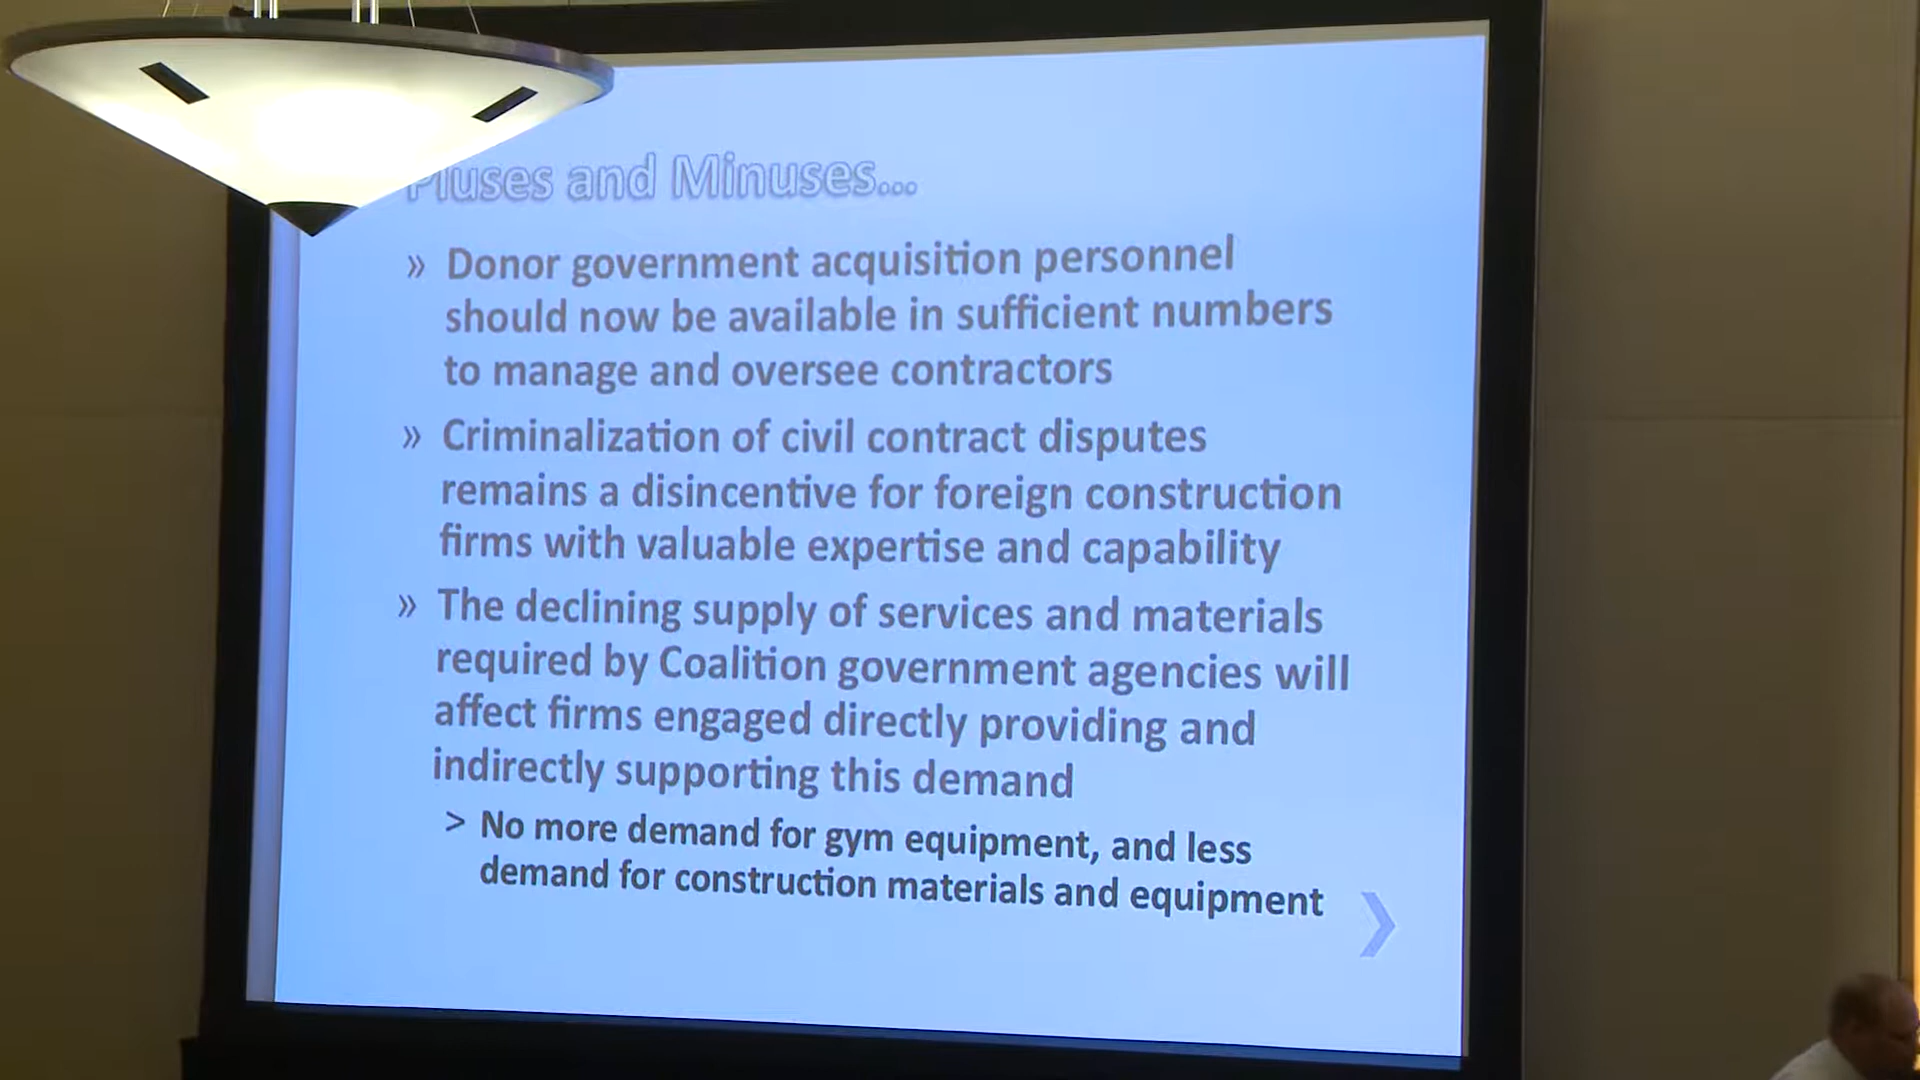 Pluses and Minuses...
» Donor government acquisition personnel
should now be available in sufficient numbers
to manage and oversee contractors
» Criminalization of civil contract disputes
remains a disincentive for foreign construction
firms with valuable expertise and capability
» The declining supply of services and materials
required by Coalition government agencies will
affect firms engaged directly providing and
indirectly supporting this demand
> No more demand for gym equipment, and less
demand for construction materials and equipment